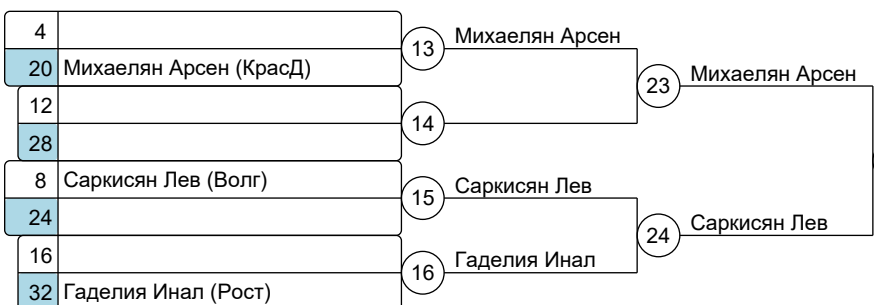 4
13 Михаелян Арсен
20 Михаелян Арсен (КрасД)
23 Михаелян Арсен
12
14
28
8 Саркисян Лев (Волг)
15 Саркисян Лев
24
24 Саркисян Лев
16
16 Гаделия Инал
32 Гаделия Инал (Рост)